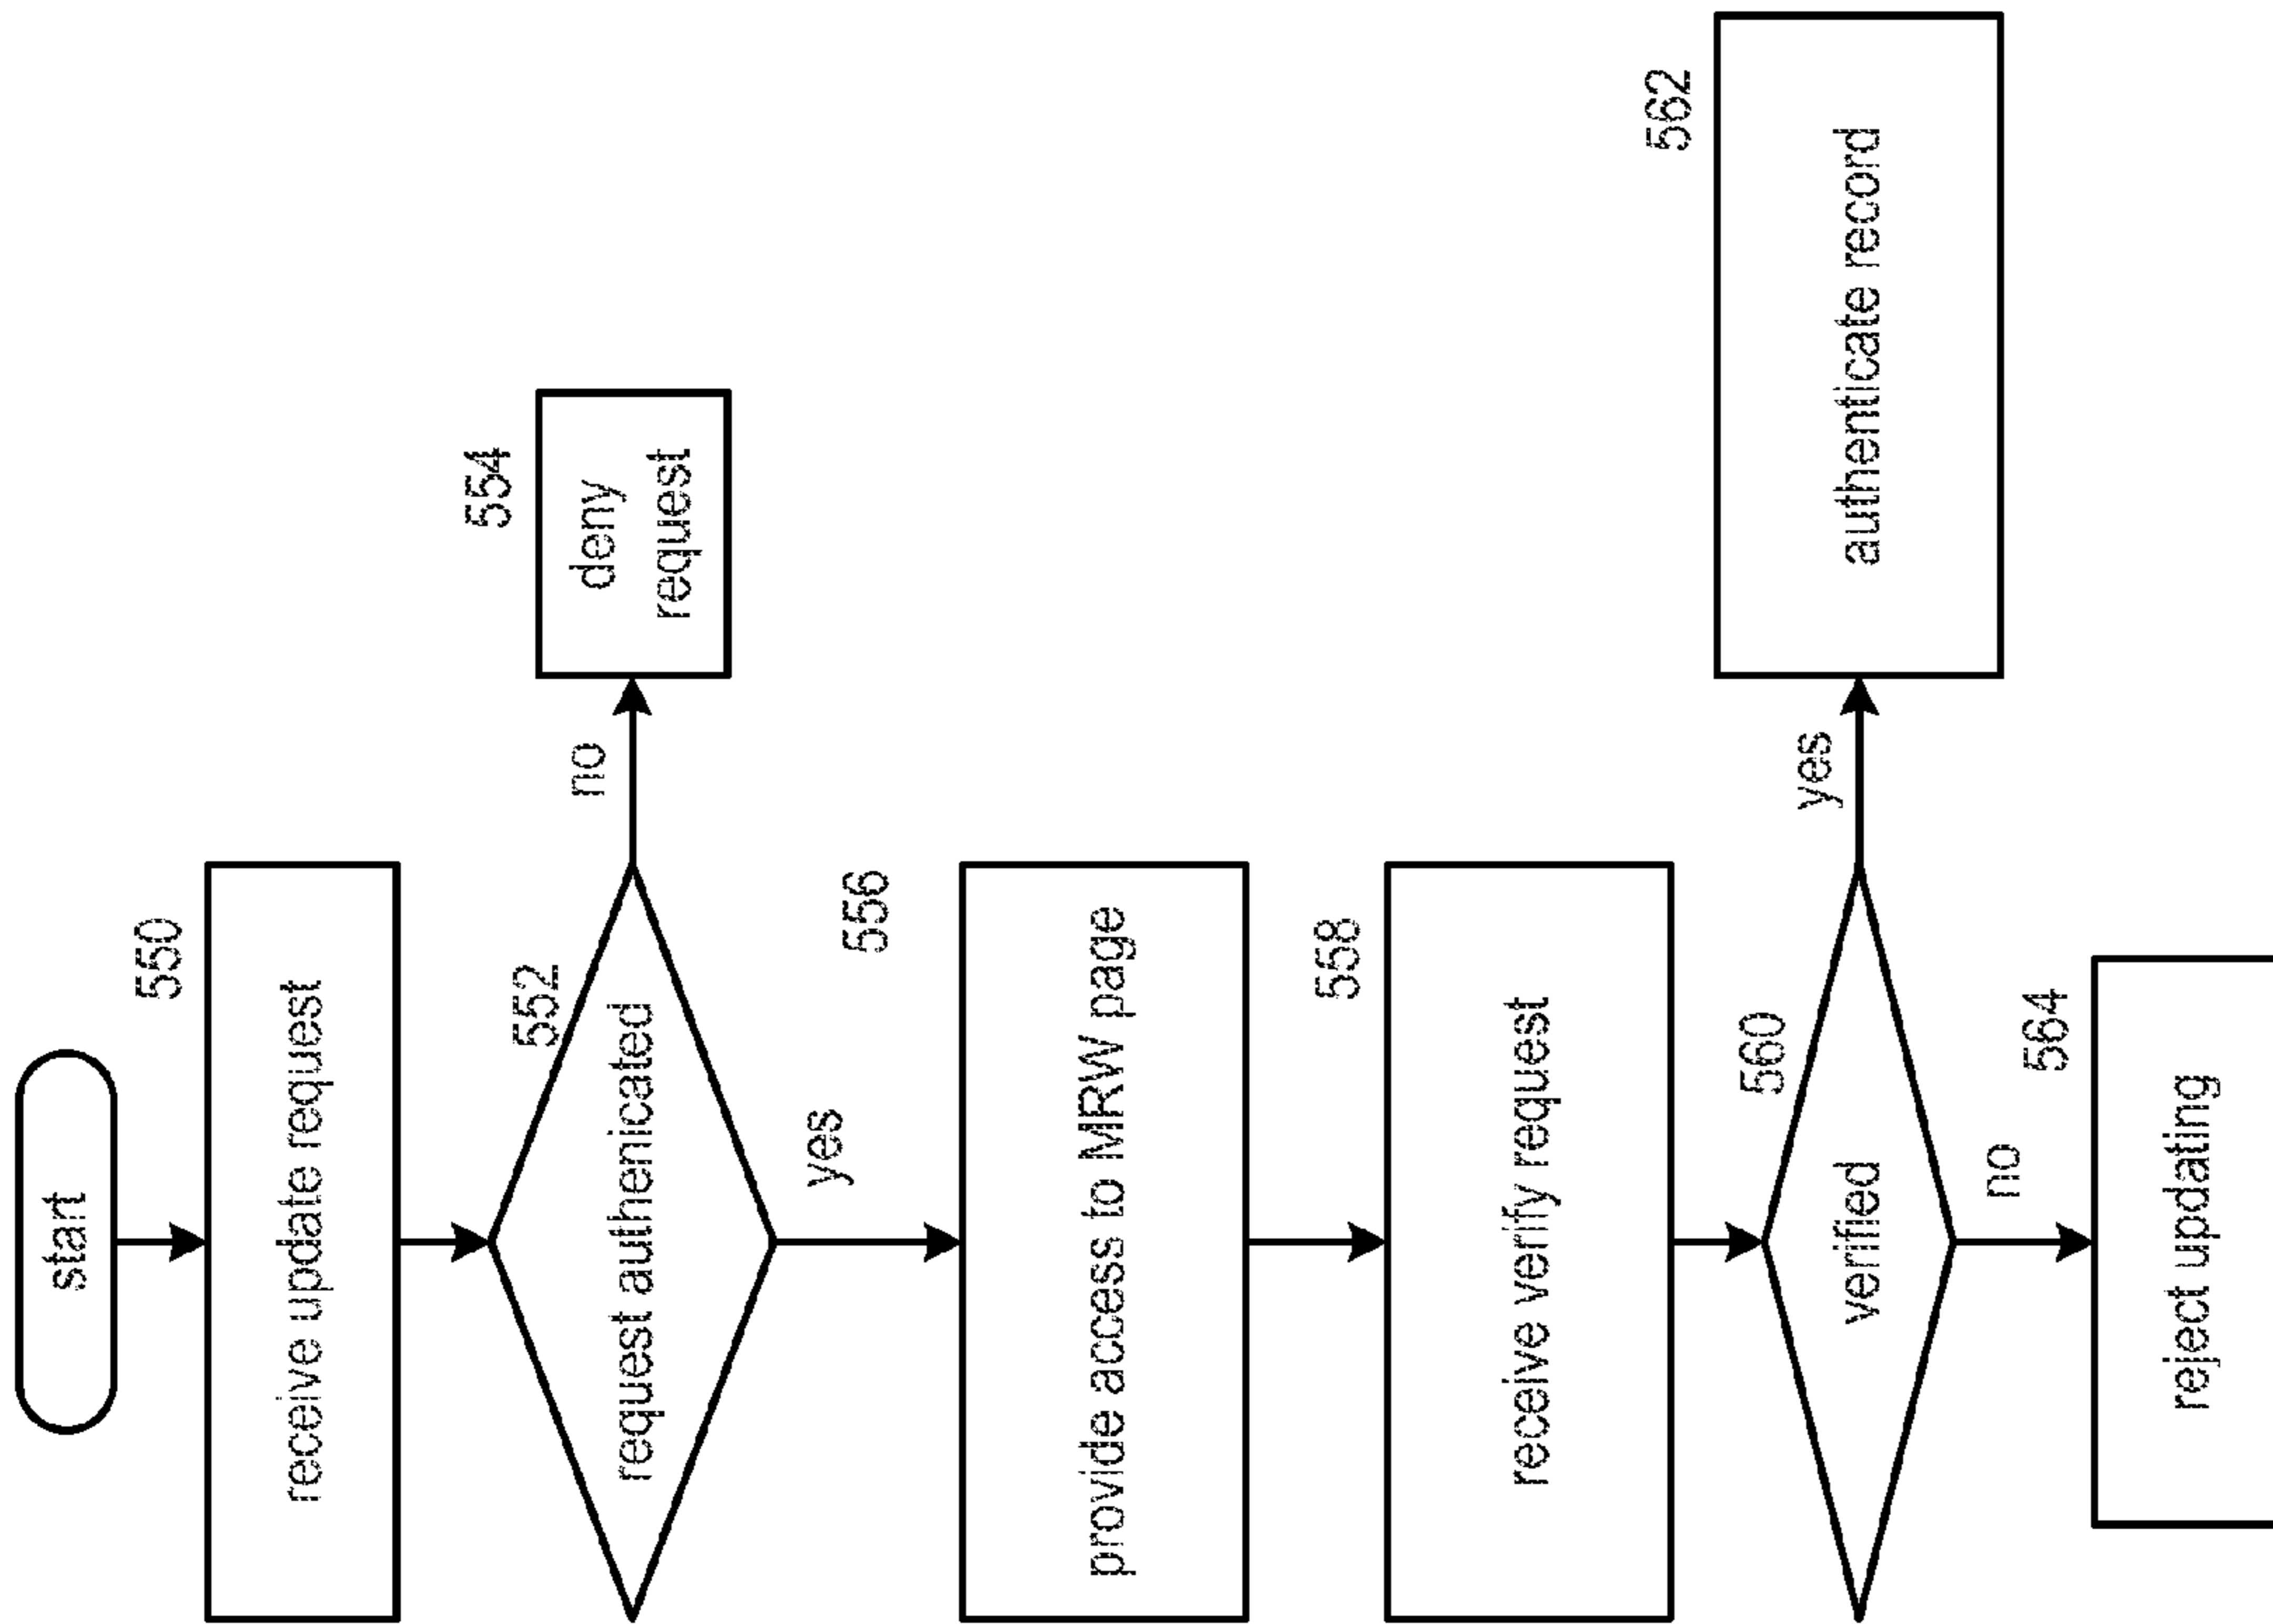 start
550
receive update request
552
request authenicated
no
554
deny
request
yes
556
provide access to MRW page
558
receive verify request
560
verified
yes
562
authenticate record
no
564
reject updating